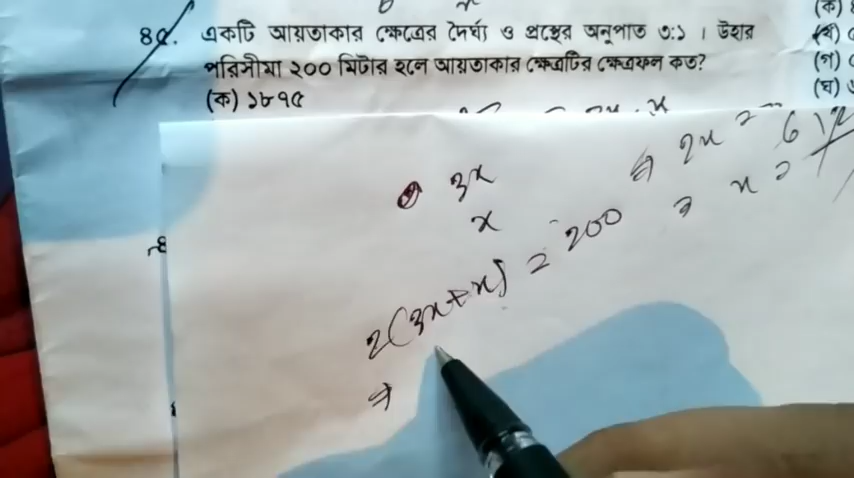 ৪৫. একটি আয়তাকার ক্ষেত্রের দৈর্ঘ্য ও প্রস্থের অনুপাত ৩:১ । উহার
পরিসীমা ২০০ মিটার হলে আয়তাকার ক্ষেত্রটির ক্ষেত্রফল কত?
(ক) ১৮৭৫
(ক)
(খ)
(গ)
(ঘ)
3x
x
2(3x+x) = 200
⇒
⇒ 2x =
⇒ x =